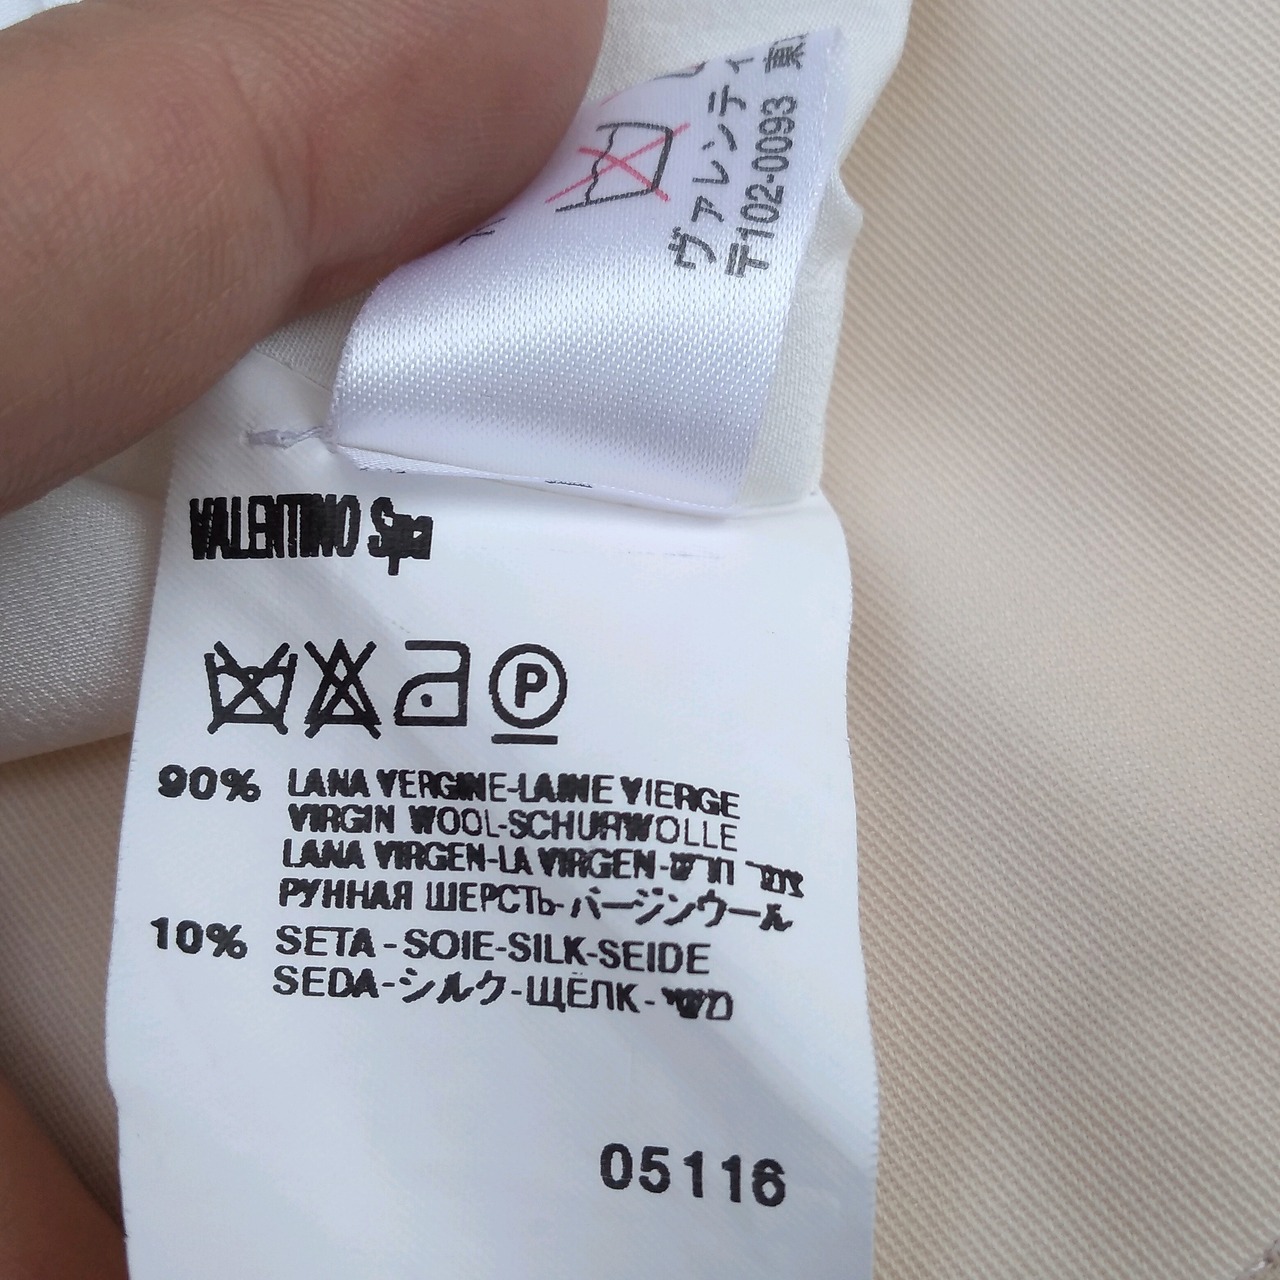 ヴァレンティ
〒102-0093 東
VALENTINO Spa
P
90% LANA VERGINE-LAINE VIERGE
VIRGIN WOOL-SCHURWOLLE
LANA VIRGEN-LA VIRGEN-
РУННАЯ ШЕРСТЬ-バージンウール
10% SETA-SOIE-SILK-SEIDE
SEDA-シルク-ЩЁЛК-משי
05116